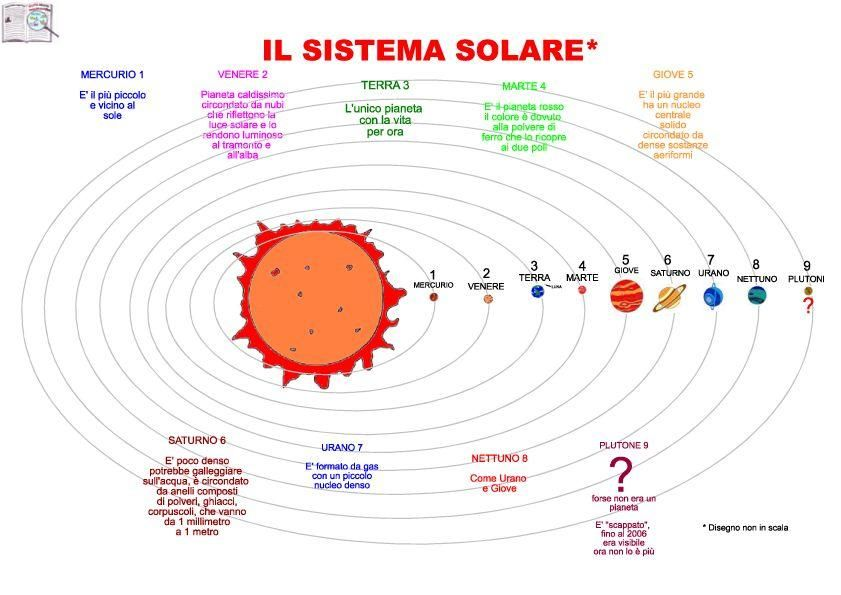 IL SISTEMA SOLARE*
MERCURIO 1
E' il più piccolo
e vicino al
sole
VENERE 2
Pianeta caldissimo
circondato da nubi
che riflettono la
luce solare e lo
rendono luminoso
al tramonto e
all'alba
TERRA 3
L'unico pianeta
con la vita
per ora
MARTE 4
E' il pianeta rosso
il colore è dovuto
alla polvere di
ferro che lo ricopre
ai due poli
GIOVE 5
E' il più grande
ha un nucleo
centrale
solido
circondato da
dense sostanze
aeriformi
1
MERCURIO
2
VENERE
3
TERRA
LUNA
4
MARTE
5
GIOVE
6
SATURNO
7
URANO
8
NETTUNO
9
PLUTONI
?
SATURNO 6
E' poco denso
potrebbe galleggiare
sull'acqua, è circondato
da anelli composti
di polveri, ghiacci,
corpuscoli, che vanno
da 1 millimetro
a 1 metro
URANO 7
E' formato da gas
con un piccolo
nucleo denso
NETTUNO 8
Come Urano
e Giove
PLUTONE 9
?
forse non era un
pianeta
E' "scappato",
fino al 2006
era visibile
ora non lo è più
* Disegno non in scala